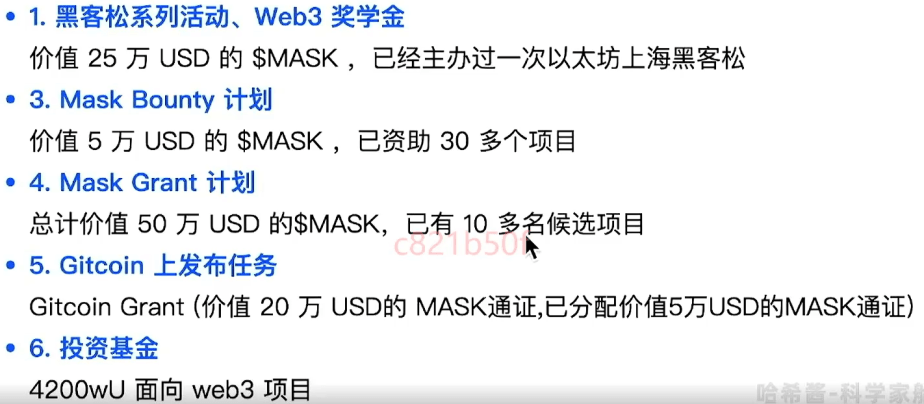 • 1. 黑客松系列活动、Web3 奖学金
价值 25 万 USD 的 $MASK ，已经主办过一次以太坊上海黑客松
• 3. Mask Bounty 计划
价值 5 万 USD 的 $MASK ，已资助 30 多个项目
• 4. Mask Grant 计划
总计价值 50 万 USD 的$MASK，已有 10 多名候选项目
c821b50f
• 5. Gitcoin 上发布任务
Gitcoin Grant (价值 20 万 USD的 MASK通证,已分配价值5万USD的MASK通证)
• 6. 投资基金
4200wU 面向 web3 项目
哈希酱-科学家